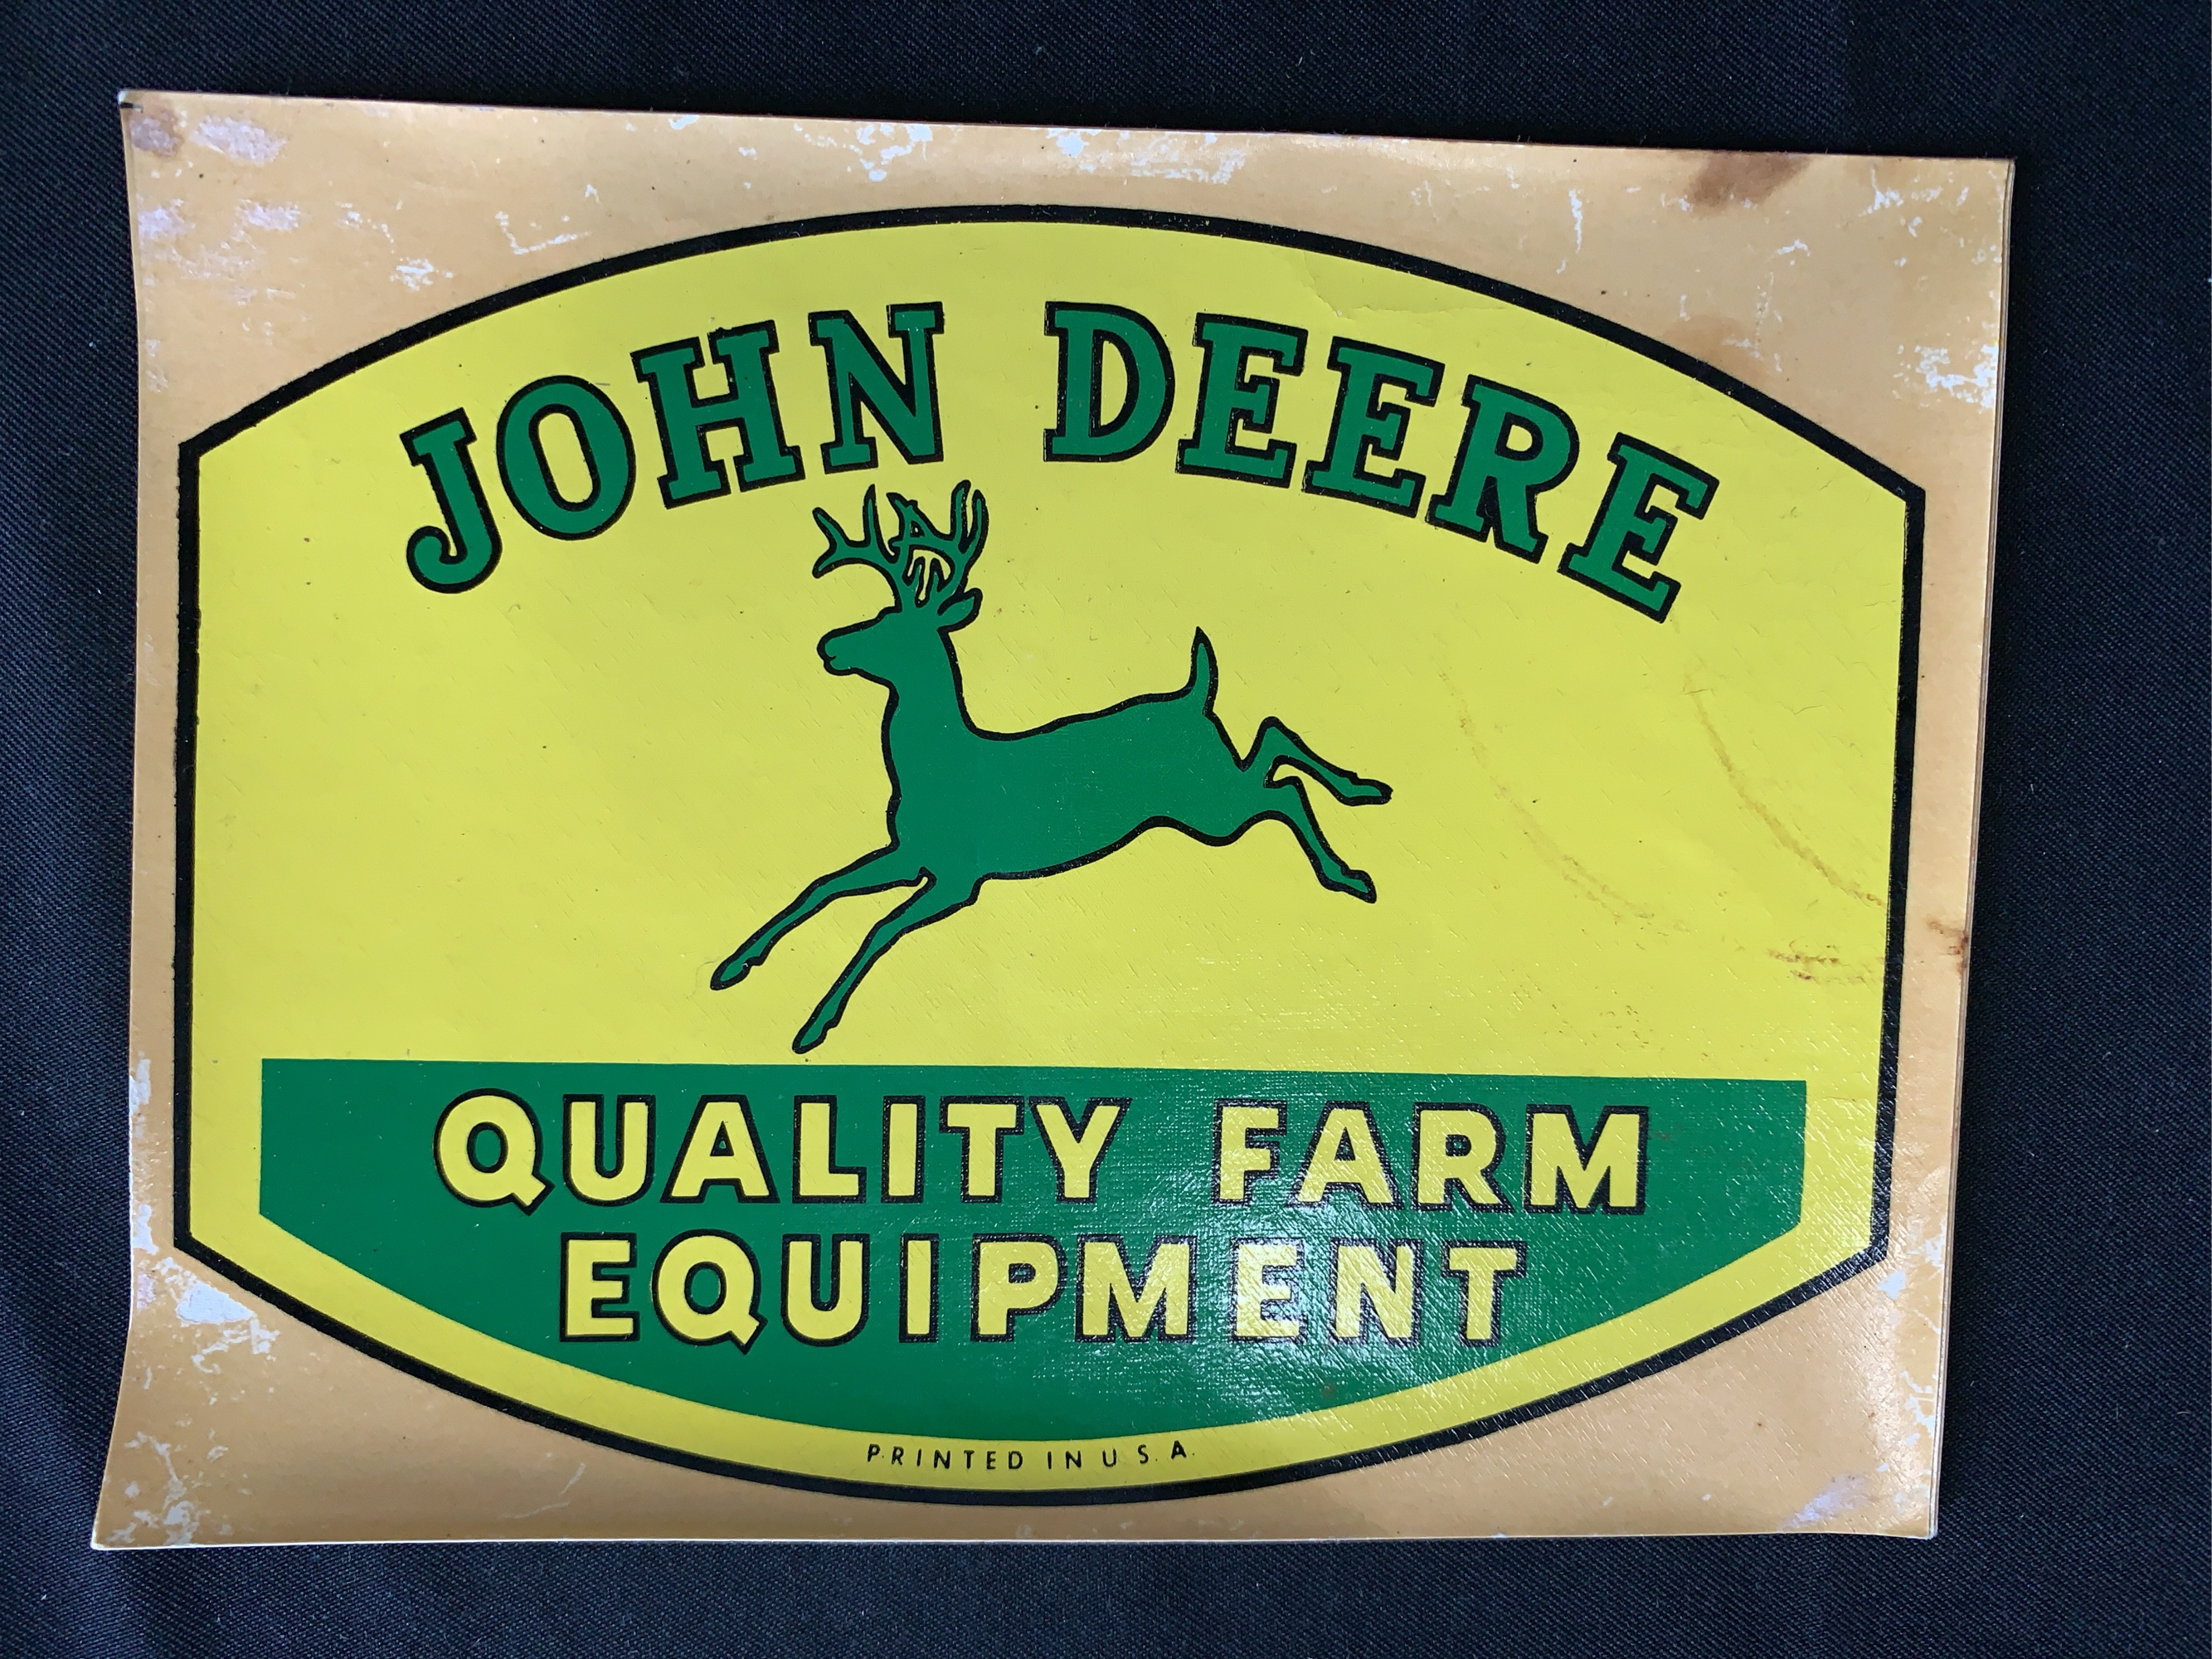 JOHN DEERE
QUALITY FARM
EQUIPMENT
PRINTED IN U.S.A.